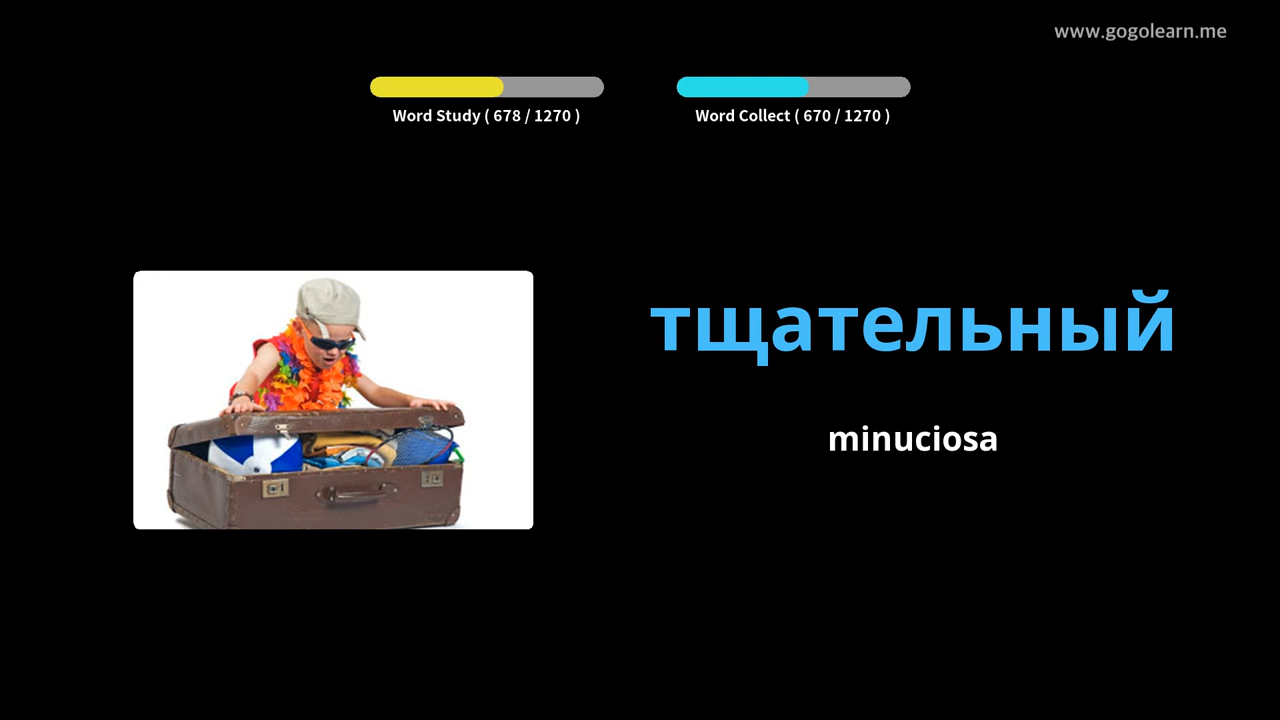 www.gogolearn.me
Word Study ( 678 / 1270 )
Word Collect ( 670 / 1270 )
тщательный
minuciosa